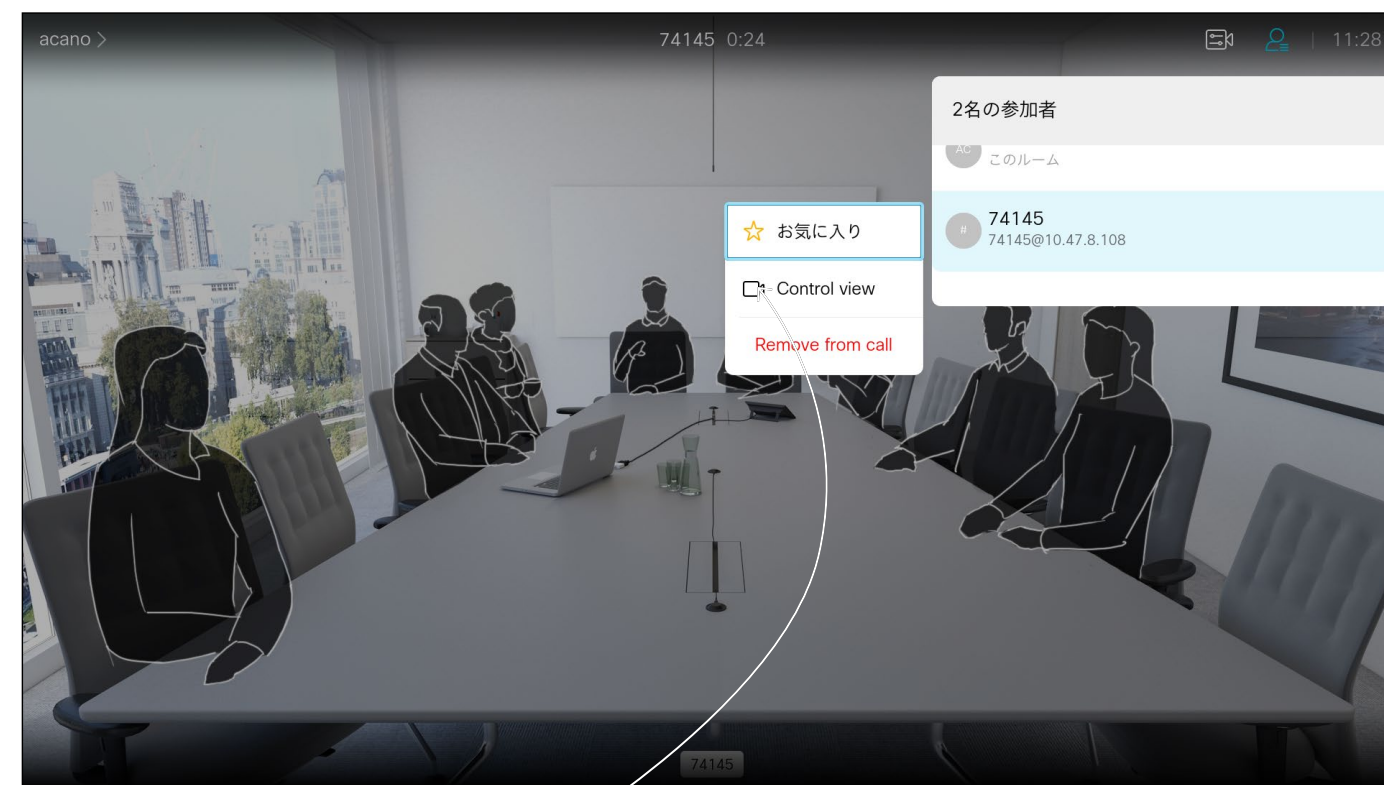 acano >
74145 0:24
11:28
2名の参加者
AC
このルーム
# 74145
74145@10.47.8.108
お気に入り
Control view
Remove from call
74145